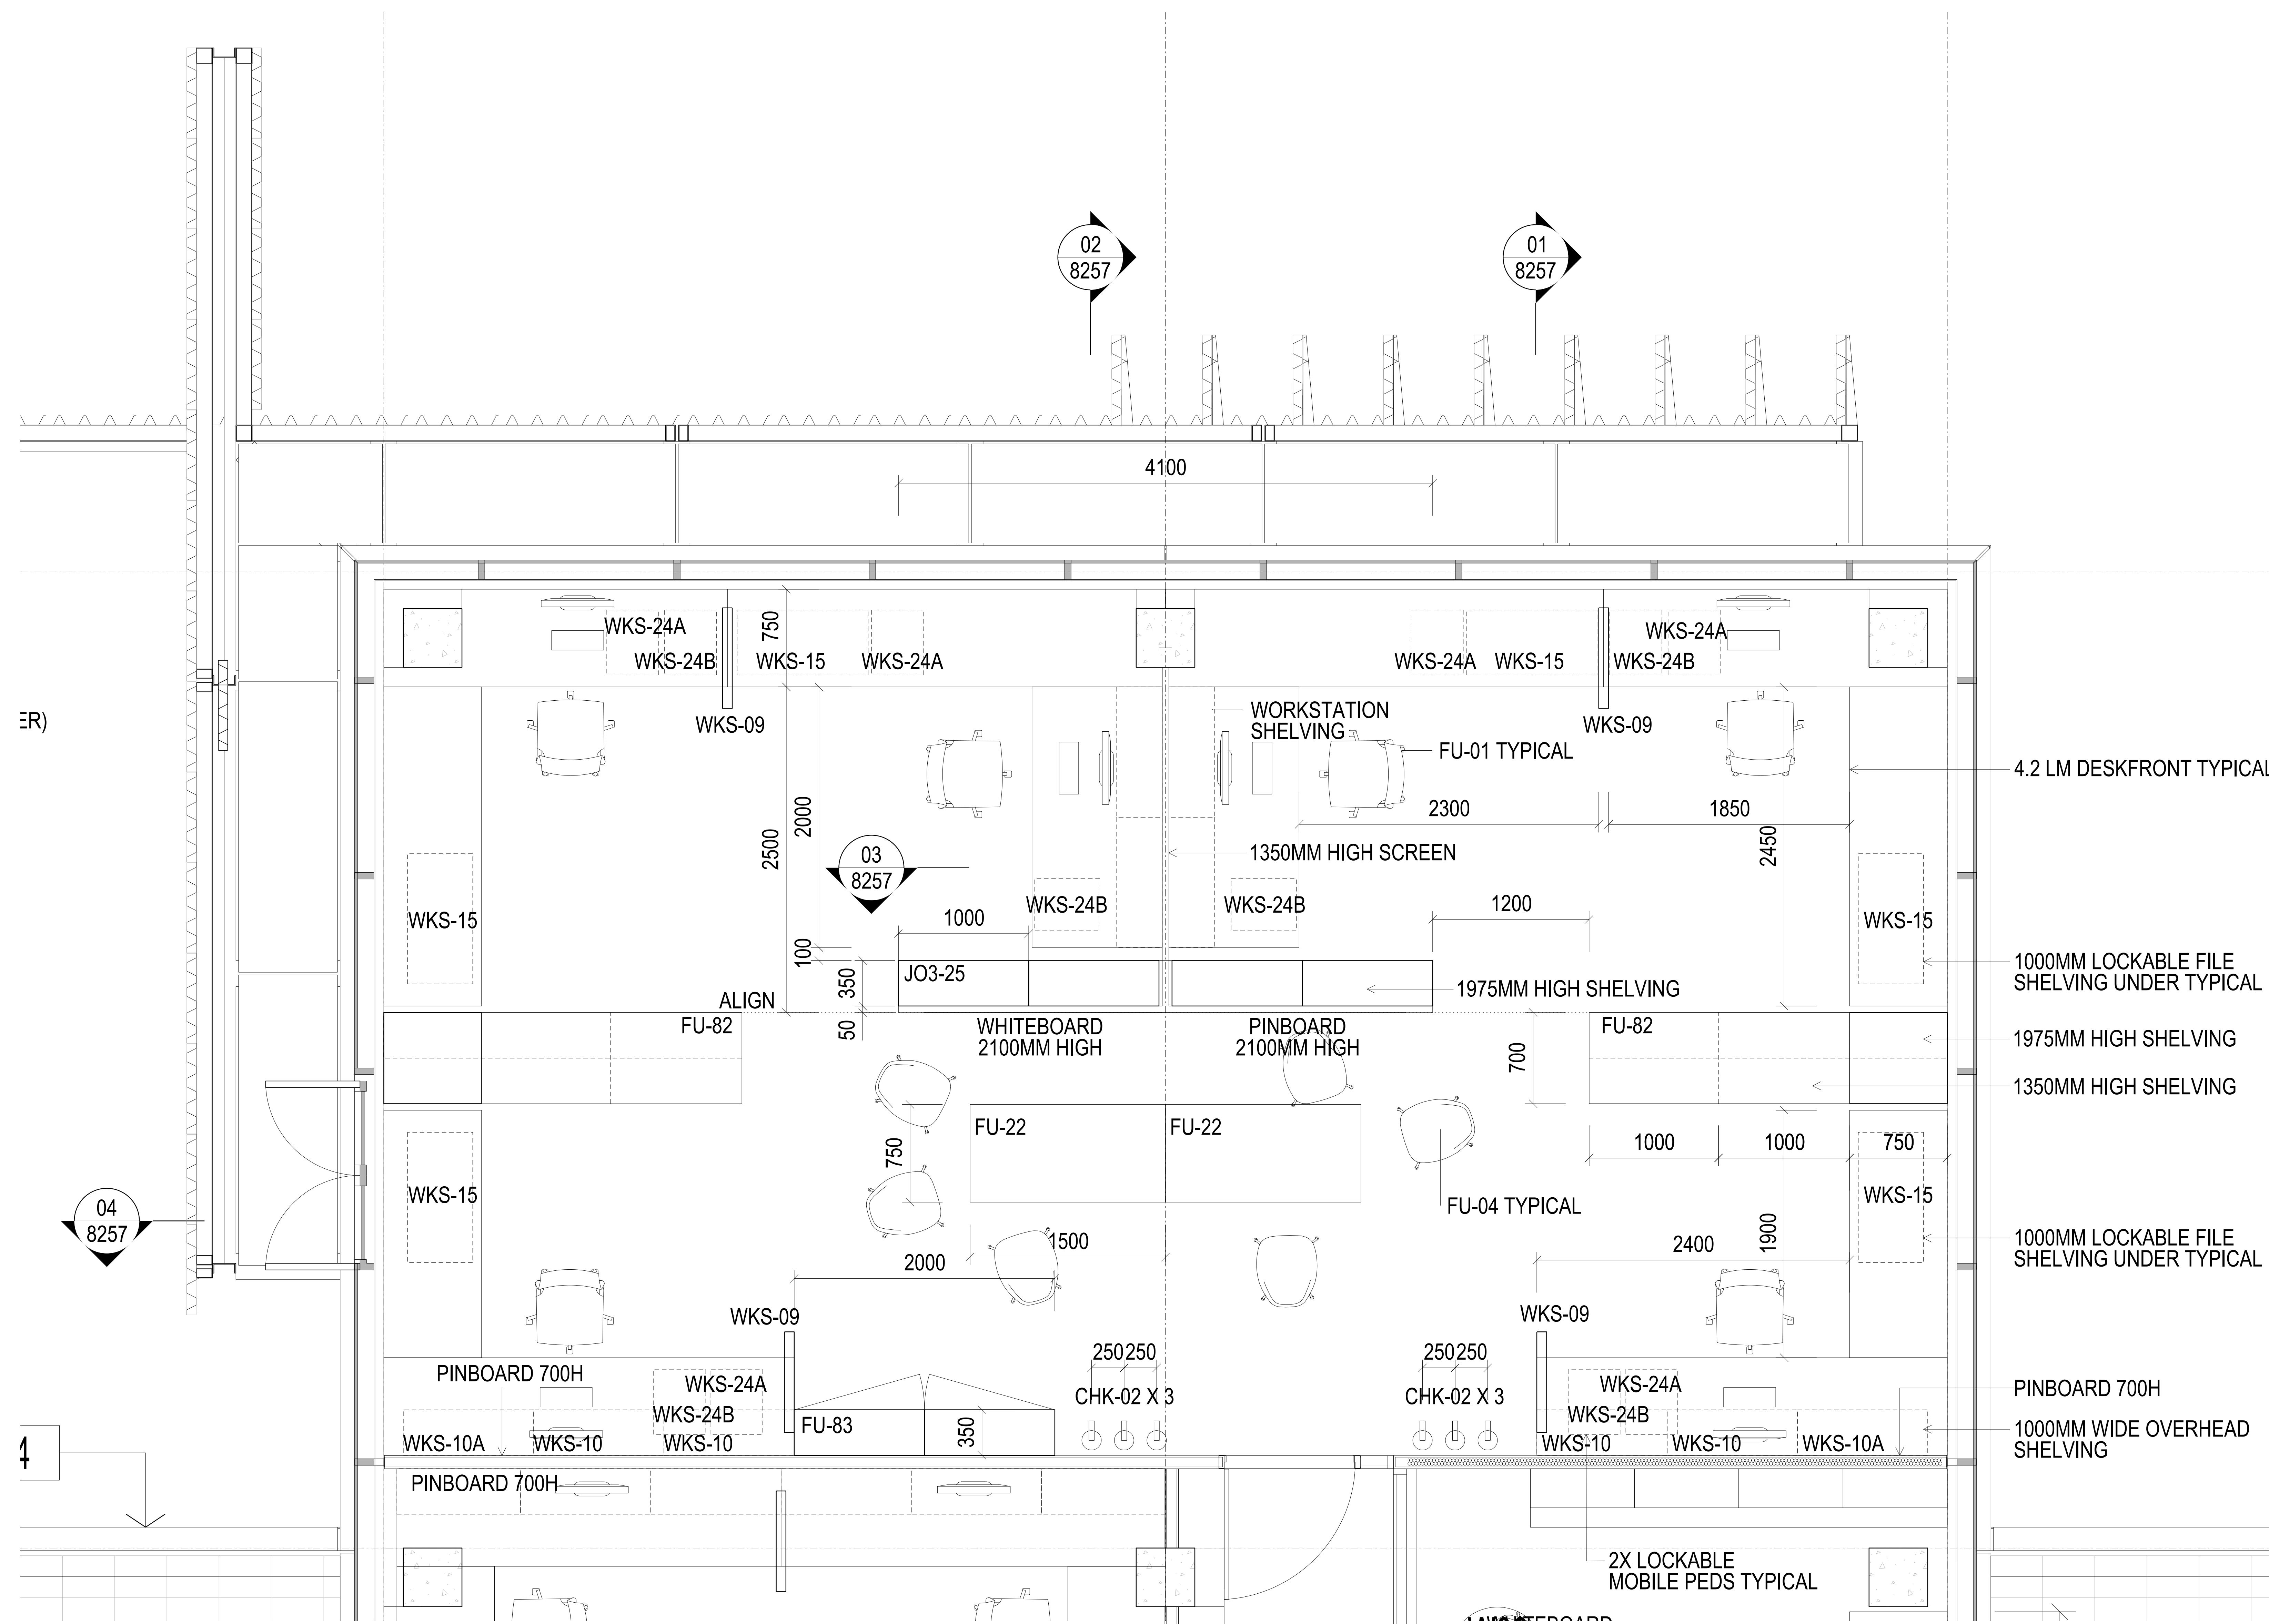 02
8257
01
8257
4100
WKS-24A
WKS-24B
750
WKS-15
WKS-24A
WKS-24A
WKS-15
WKS-24A
WKS-24B
ER)
WKS-09
WORKSTATION
SHELVING
WKS-09
FU-01 TYPICAL
4.2 LM DESKFRONT TYPICAL
2300
1850
2000
2500
2450
03
8257
1350MM HIGH SCREEN
WKS-15
1000
WKS-24B
WKS-24B
1200
WKS-15
100
350
JO3-25
1000MM LOCKABLE FILE
SHELVING UNDER TYPICAL
1975MM HIGH SHELVING
ALIGN
50
FU-82
WHITEBOARD
2100MM HIGH
PINBOARD
2100MM HIGH
FU-82
700
1975MM HIGH SHELVING
1350MM HIGH SHELVING
FU-22
FU-22
750
1000
1000
750
WKS-15
WKS-15
04
8257
FU-04 TYPICAL
1500
2000
2400
1900
1000MM LOCKABLE FILE
SHELVING UNDER TYPICAL
WKS-09
WKS-09
250 250
250 250
PINBOARD 700H
WKS-24A
CHK-02 X 3
CHK-02 X 3
WKS-24A
PINBOARD 700H
WKS-24B
FU-83
350
WKS-24B
WKS-10A
WKS-10
WKS-10
WKS-10
WKS-10
WKS-10A
1000MM WIDE OVERHEAD
SHELVING
4
PINBOARD 700H
2X LOCKABLE
MOBILE PEDS TYPICAL